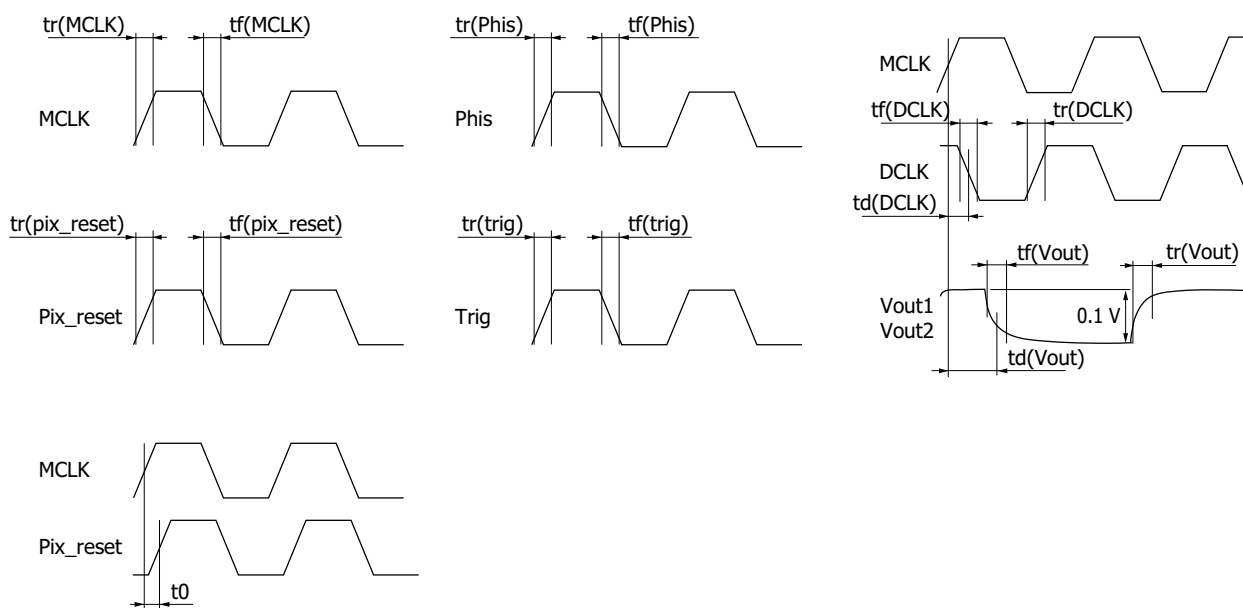 tr(MCLK)
tf(MCLK)
MCLK
tr(Phis)
tf(Phis)
Phis
MCLK
tf(DCLK)
tr(DCLK)
DCLK
td(DCLK)
tr(pix_reset)
tf(pix_reset)
Pix_reset
tr(trig)
tf(trig)
Trig
tf(Vout)
tr(Vout)
Vout1
Vout2
0.1 V
td(Vout)
MCLK
Pix_reset
t0